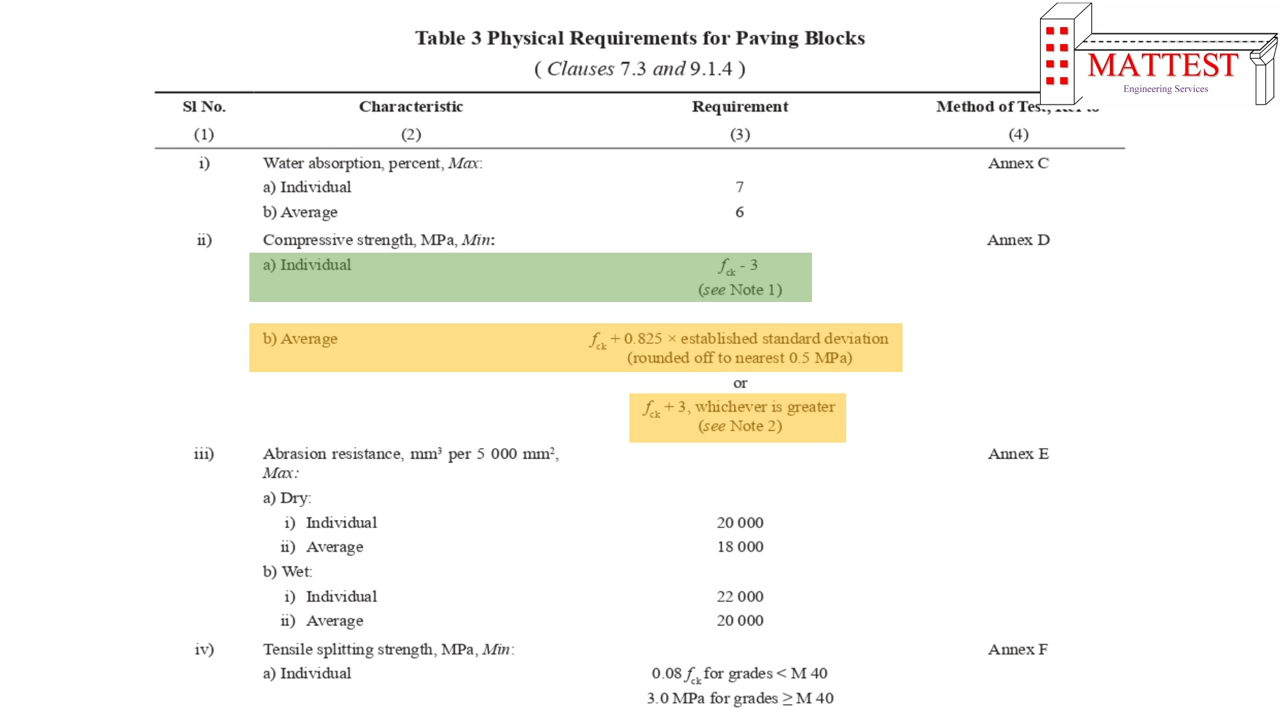 Table 3 Physical Requirements for Paving Blocks
( Clauses 7.3 and 9.1.4 )
MATTEST
Engineering Services
Sl No. Characteristic Requirement Method of Test, Ref to
(1) (2) (3) (4)
i) Water absorption, percent, Max: Annex C
a) Individual 7
b) Average 6
ii) Compressive strength, MPa, Min: Annex D
a) Individual fck - 3
(see Note 1)
b) Average fck + 0.825 × established standard deviation
(rounded off to nearest 0.5 MPa)
or
fck + 3, whichever is greater
(see Note 2)
iii) Abrasion resistance, mm³ per 5 000 mm², Annex E
Max:
a) Dry:
i) Individual 20 000
ii) Average 18 000
b) Wet:
i) Individual 22 000
ii) Average 20 000
iv) Tensile splitting strength, MPa, Min: Annex F
a) Individual 0.08 fck for grades < M 40
3.0 MPa for grades ≥ M 40